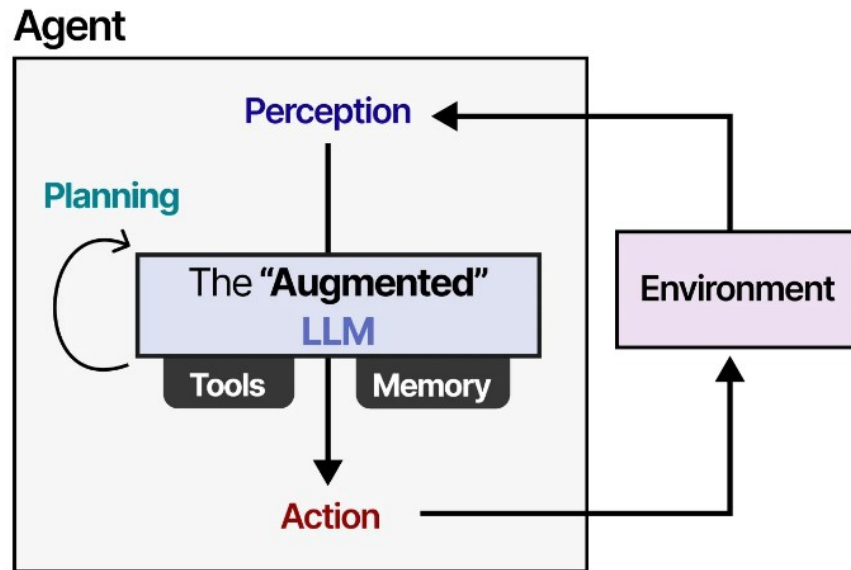 Agent
Perception
Planning
The “Augmented”
LLM
Environment
Tools
Memory
Action